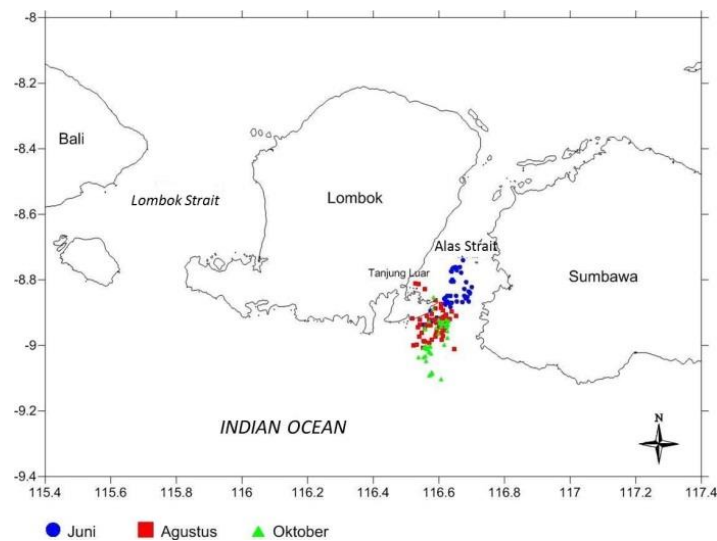 -8
-8.2
-8.4
-8.6
-8.8
-9
-9.2
-9.4
Bali
Lombok Strait
Lombok
Alas Strait
Tanjung Luar
Sumbawa
INDIAN OCEAN
N
115.4 115.6 115.8 116 116.2 116.4 116.6 116.8 117 117.2 117.4
Juni Agustus Oktober